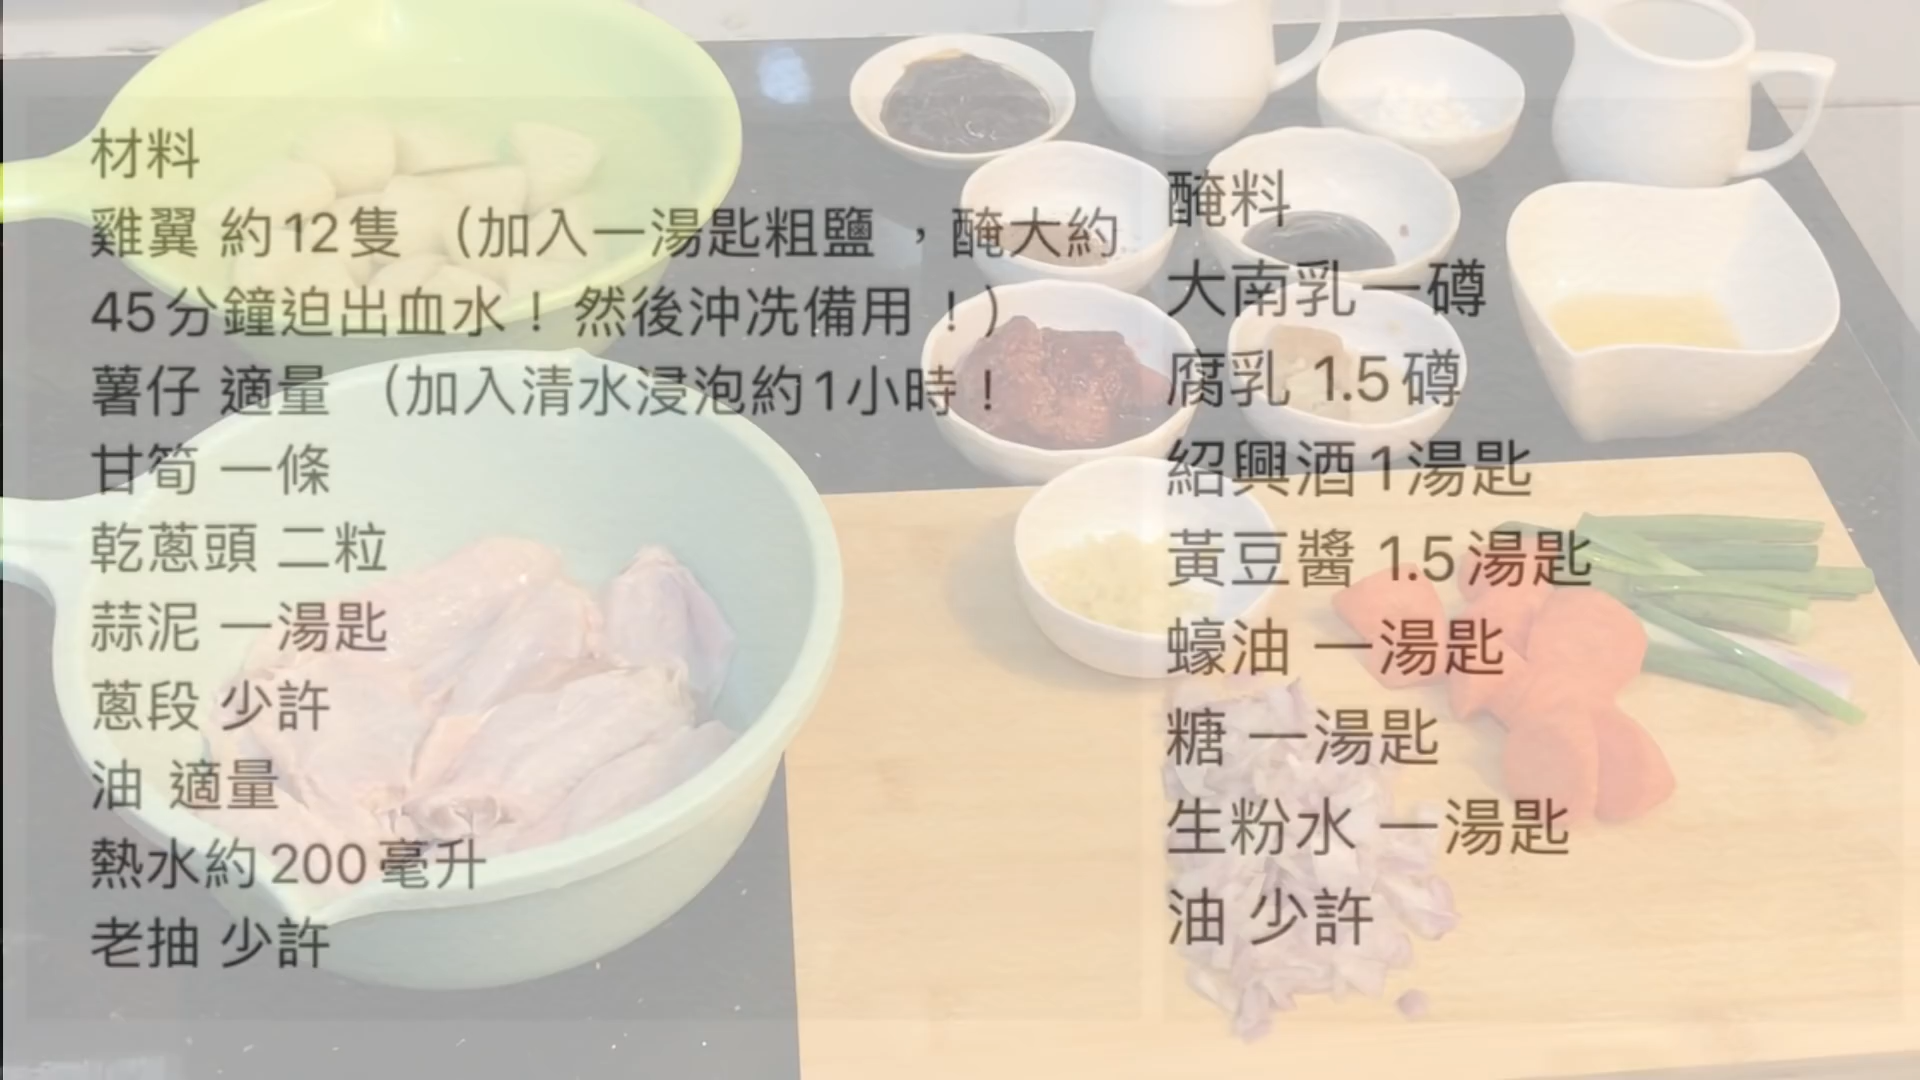 材料
雞翼 約12隻 （加入一湯匙粗鹽 ，醃大約
45分鐘迫出血水！ 然後沖冼備用 ！）
薯仔 適量 （加入清水浸泡約1小時！
甘筍 一條
乾蔥頭 二粒
蒜泥 一湯匙
蔥段 少許
油 適量
熱水約200毫升
老抽 少許
醃料
大南乳一磚
腐乳 1.5磚
紹興酒1湯匙
黃豆醬 1.5湯匙
蠔油 一湯匙
糖 一湯匙
生粉水 一湯匙
油 少許